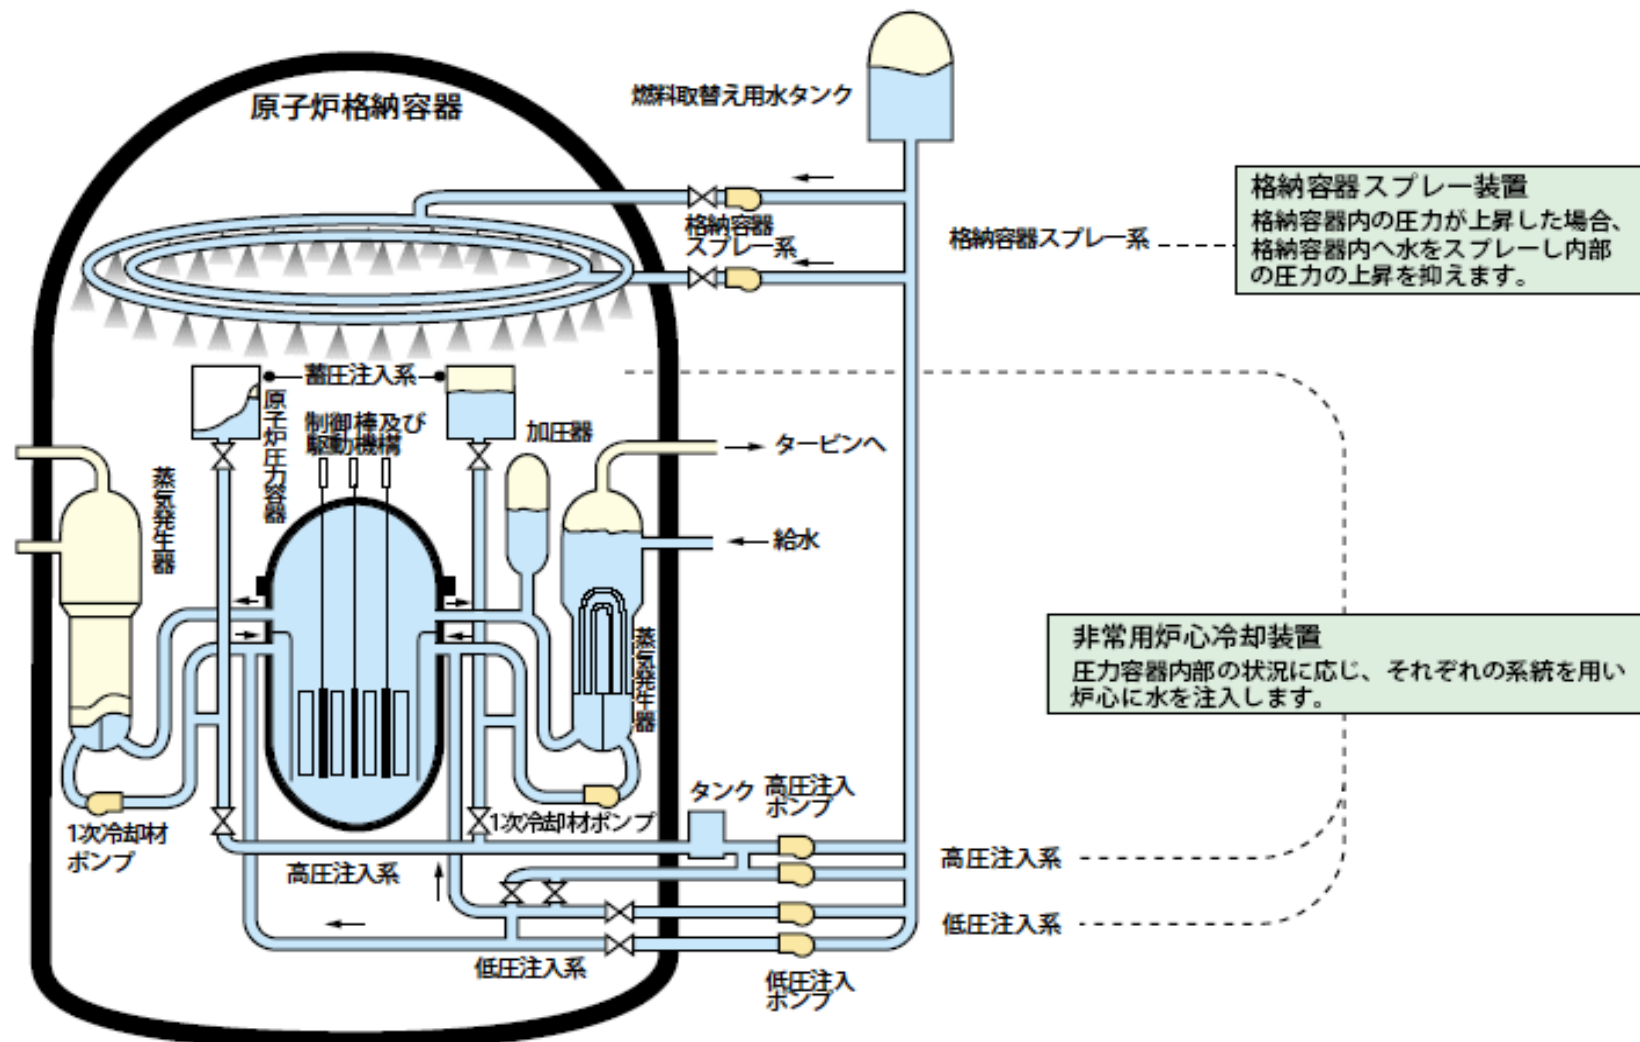 原子炉格納容器
燃料取替え用水タンク
格納容器
スプレー系
格納容器スプレー系
格納容器スプレー装置
格納容器内の圧力が上昇した場合、
格納容器内へ水をスプレーし内部
の圧力の上昇を抑えます。
蓄圧注入系
原子炉圧力容器
制御棒及び
駆動機構
加圧器
タービンへ
蒸気発生器
給水
蒸気発生器
非常用炉心冷却装置
圧力容器内部の状況に応じ、それぞれの系統を用い
炉心に水を注入します。
1次冷却材
ポンプ
1次冷却材ポンプ
タンク
高圧注入
ポンプ
高圧注入系
高圧注入系
低圧注入系
低圧注入系
低圧注入
ポンプ